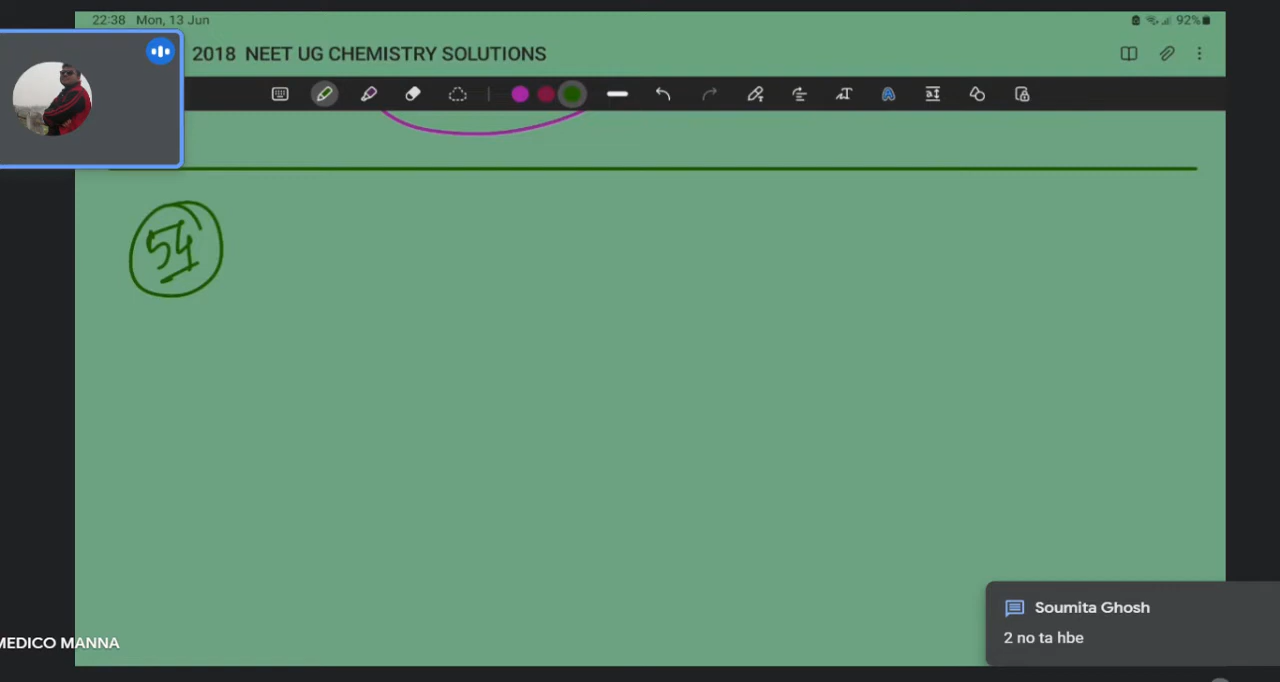 22:38 Mon, 13 Jun
92%
2018 NEET UG CHEMISTRY SOLUTIONS
54
Soumita Ghosh
2 no ta hbe
MEDICO MANNA